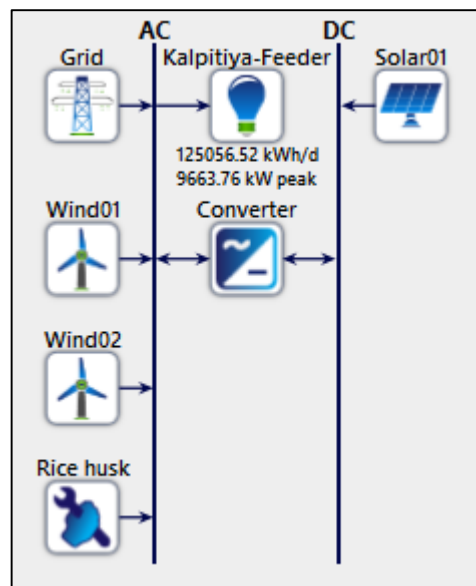 AC DC
Grid Kalpitiya-Feeder Solar01
125056.52 kWh/d
9663.76 kW peak
Wind01 Converter
Wind02
Rice husk